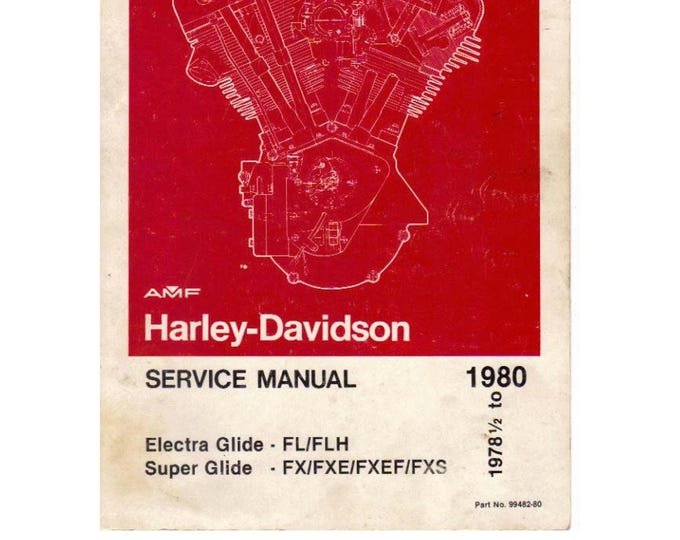 AMF
Harley-Davidson
SERVICE MANUAL
1980
1978½ to
Electra Glide - FL/FLH
Super Glide - FX/FXE/FXEF/FXS
Part No. 99482-80